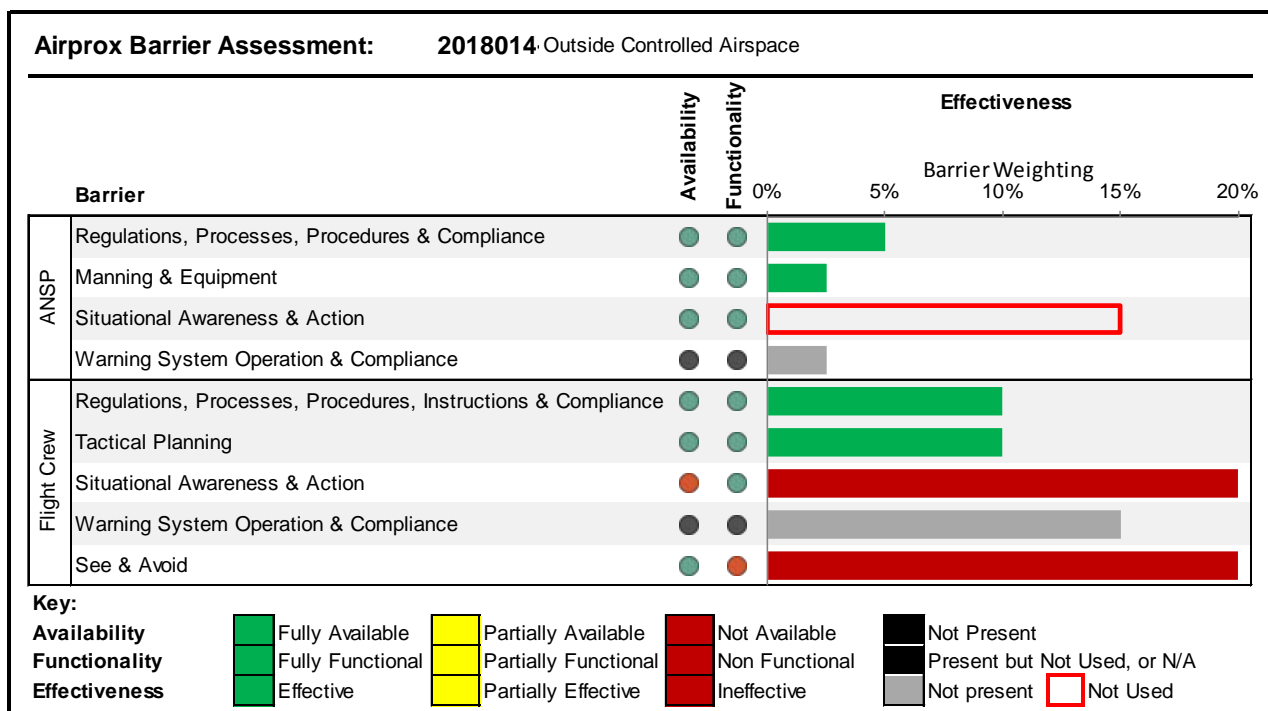 Airprox Barrier Assessment: 2018014 Outside Controlled Airspace
Availability
Functionality
Effectiveness
Barrier Weighting
Barrier
0% 5% 10% 15% 20%
ANSP
Regulations, Processes, Procedures & Compliance
Manning & Equipment
Situational Awareness & Action
Warning System Operation & Compliance
Flight Crew
Regulations, Processes, Procedures, Instructions & Compliance
Tactical Planning
Situational Awareness & Action
Warning System Operation & Compliance
See & Avoid
Key:
Availability Fully Available Partially Available Not Available Not Present
Functionality Fully Functional Partially Functional Non Functional Present but Not Used, or N/A
Effectiveness Effective Partially Effective Ineffective Not present Not Used